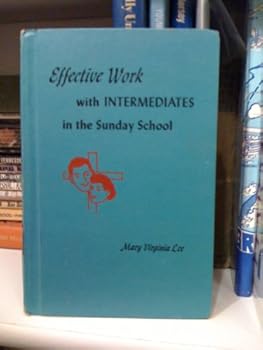 Effective Work
with INTERMEDIATES
in the Sunday School
Mary Virginia Lee